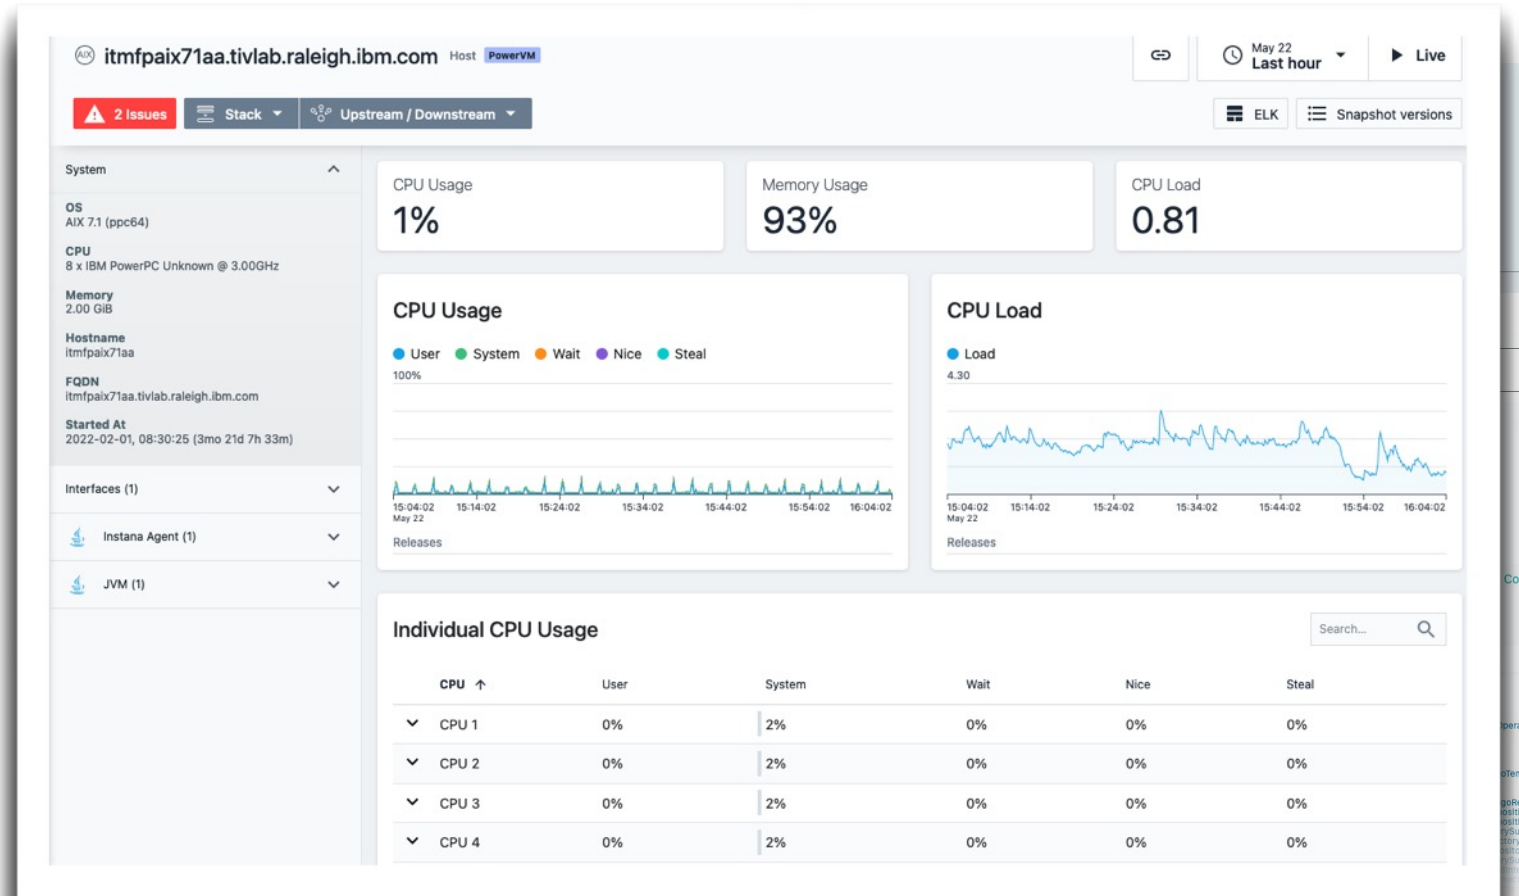 AIX itmfpaix71aa.tivlab.raleigh.ibm.com Host PowerVM
May 22
Last hour
Live
2 Issues Stack Upstream / Downstream
ELK Snapshot versions
System
OS
AIX 7.1 (ppc64)
CPU
8 x IBM PowerPC Unknown @ 3.00GHz
Memory
2.00 GiB
Hostname
itmfpaix71aa
FQDN
itmfpaix71aa.tivlab.raleigh.ibm.com
Started At
2022-02-01, 08:30:25 (3mo 21d 7h 33m)
Interfaces (1)
Instana Agent (1)
JVM (1)
CPU Usage
1%
Memory Usage
93%
CPU Load
0.81
CPU Usage
User System Wait Nice Steal
100%
15:04:02 15:14:02 15:24:02 15:34:02 15:44:02 15:54:02 16:04:02
May 22
Releases
CPU Load
Load
4.30
15:04:02 15:14:02 15:24:02 15:34:02 15:44:02 15:54:02 16:04:02
May 22
Releases
Individual CPU Usage
Search...
CPU User System Wait Nice Steal
CPU 1 0% 2% 0% 0% 0%
CPU 2 0% 2% 0% 0% 0%
CPU 3 0% 2% 0% 0% 0%
CPU 4 0% 2% 0% 0% 0%
Co